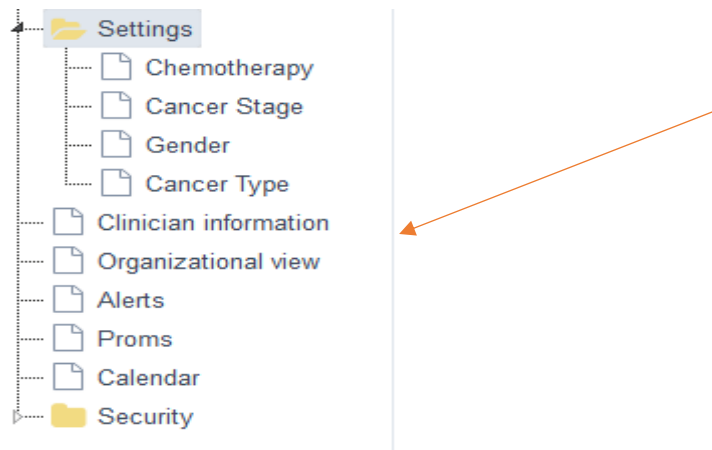 Settings
Chemotherapy
Cancer Stage
Gender
Cancer Type
Clinician information
Organizational view
Alerts
Proms
Calendar
Security